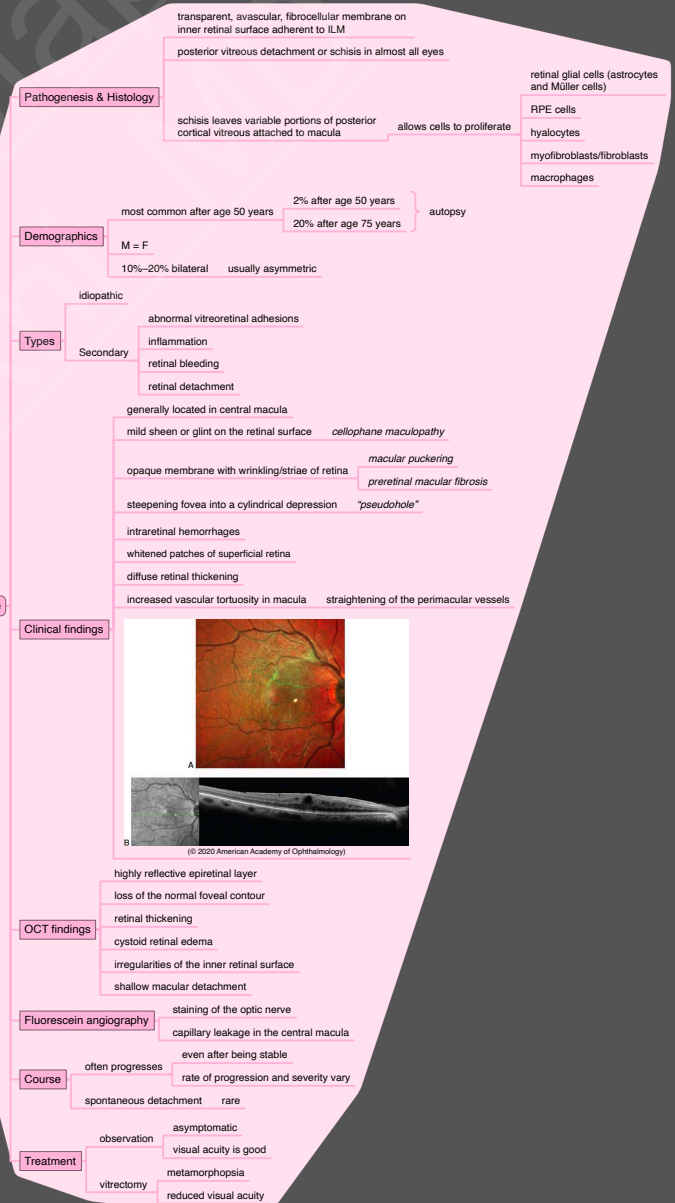 transparent, avascular, fibrocellular membrane on
inner retinal surface adherent to ILM
posterior vitreous detachment or schisis in almost all eyes
Pathogenesis & Histology
schisis leaves variable portions of posterior
cortical vitreous attached to macula
allows cells to proliferate
retinal glial cells (astrocytes
and Müller cells)
RPE cells
hyalocytes
myofibroblasts/fibroblasts
macrophages
Demographics
most common after age 50 years
2% after age 50 years
20% after age 75 years
autopsy
M = F
10%–20% bilateral
usually asymmetric
Types
idiopathic
Secondary
abnormal vitreoretinal adhesions
inflammation
retinal bleeding
retinal detachment
Clinical findings
generally located in central macula
mild sheen or glint on the retinal surface
cellophane maculopathy
opaque membrane with wrinkling/striae of retina
macular puckering
preretinal macular fibrosis
steepening fovea into a cylindrical depression
“pseudohole”
intraretinal hemorrhages
whitened patches of superficial retina
diffuse retinal thickening
increased vascular tortuosity in macula
straightening of the perimacular vessels
A
B
(© 2020 American Academy of Ophthalmology)
OCT findings
highly reflective epiretinal layer
loss of the normal foveal contour
retinal thickening
cystoid retinal edema
irregularities of the inner retinal surface
shallow macular detachment
Fluorescein angiography
staining of the optic nerve
capillary leakage in the central macula
Course
often progresses
even after being stable
rate of progression and severity vary
spontaneous detachment
rare
Treatment
observation
asymptomatic
visual acuity is good
vitrectomy
metamorphopsia
reduced visual acuity